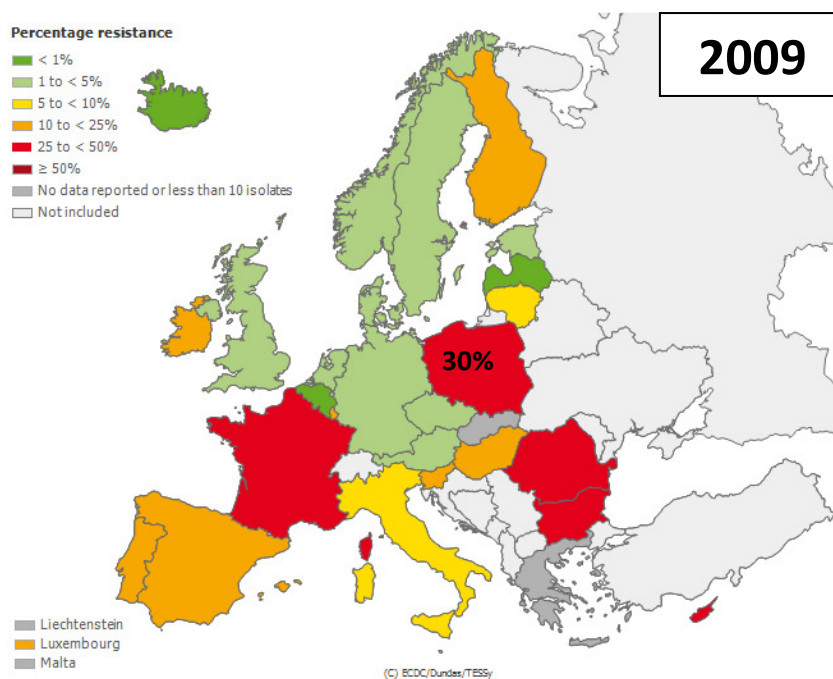 Percentage resistance
< 1%
1 to < 5%
5 to < 10%
10 to < 25%
25 to < 50%
≥ 50%
No data reported or less than 10 isolates
Not included
2009
30%
Liechtenstein
Luxembourg
Malta
(C) ECDC/Dundas/TESSy